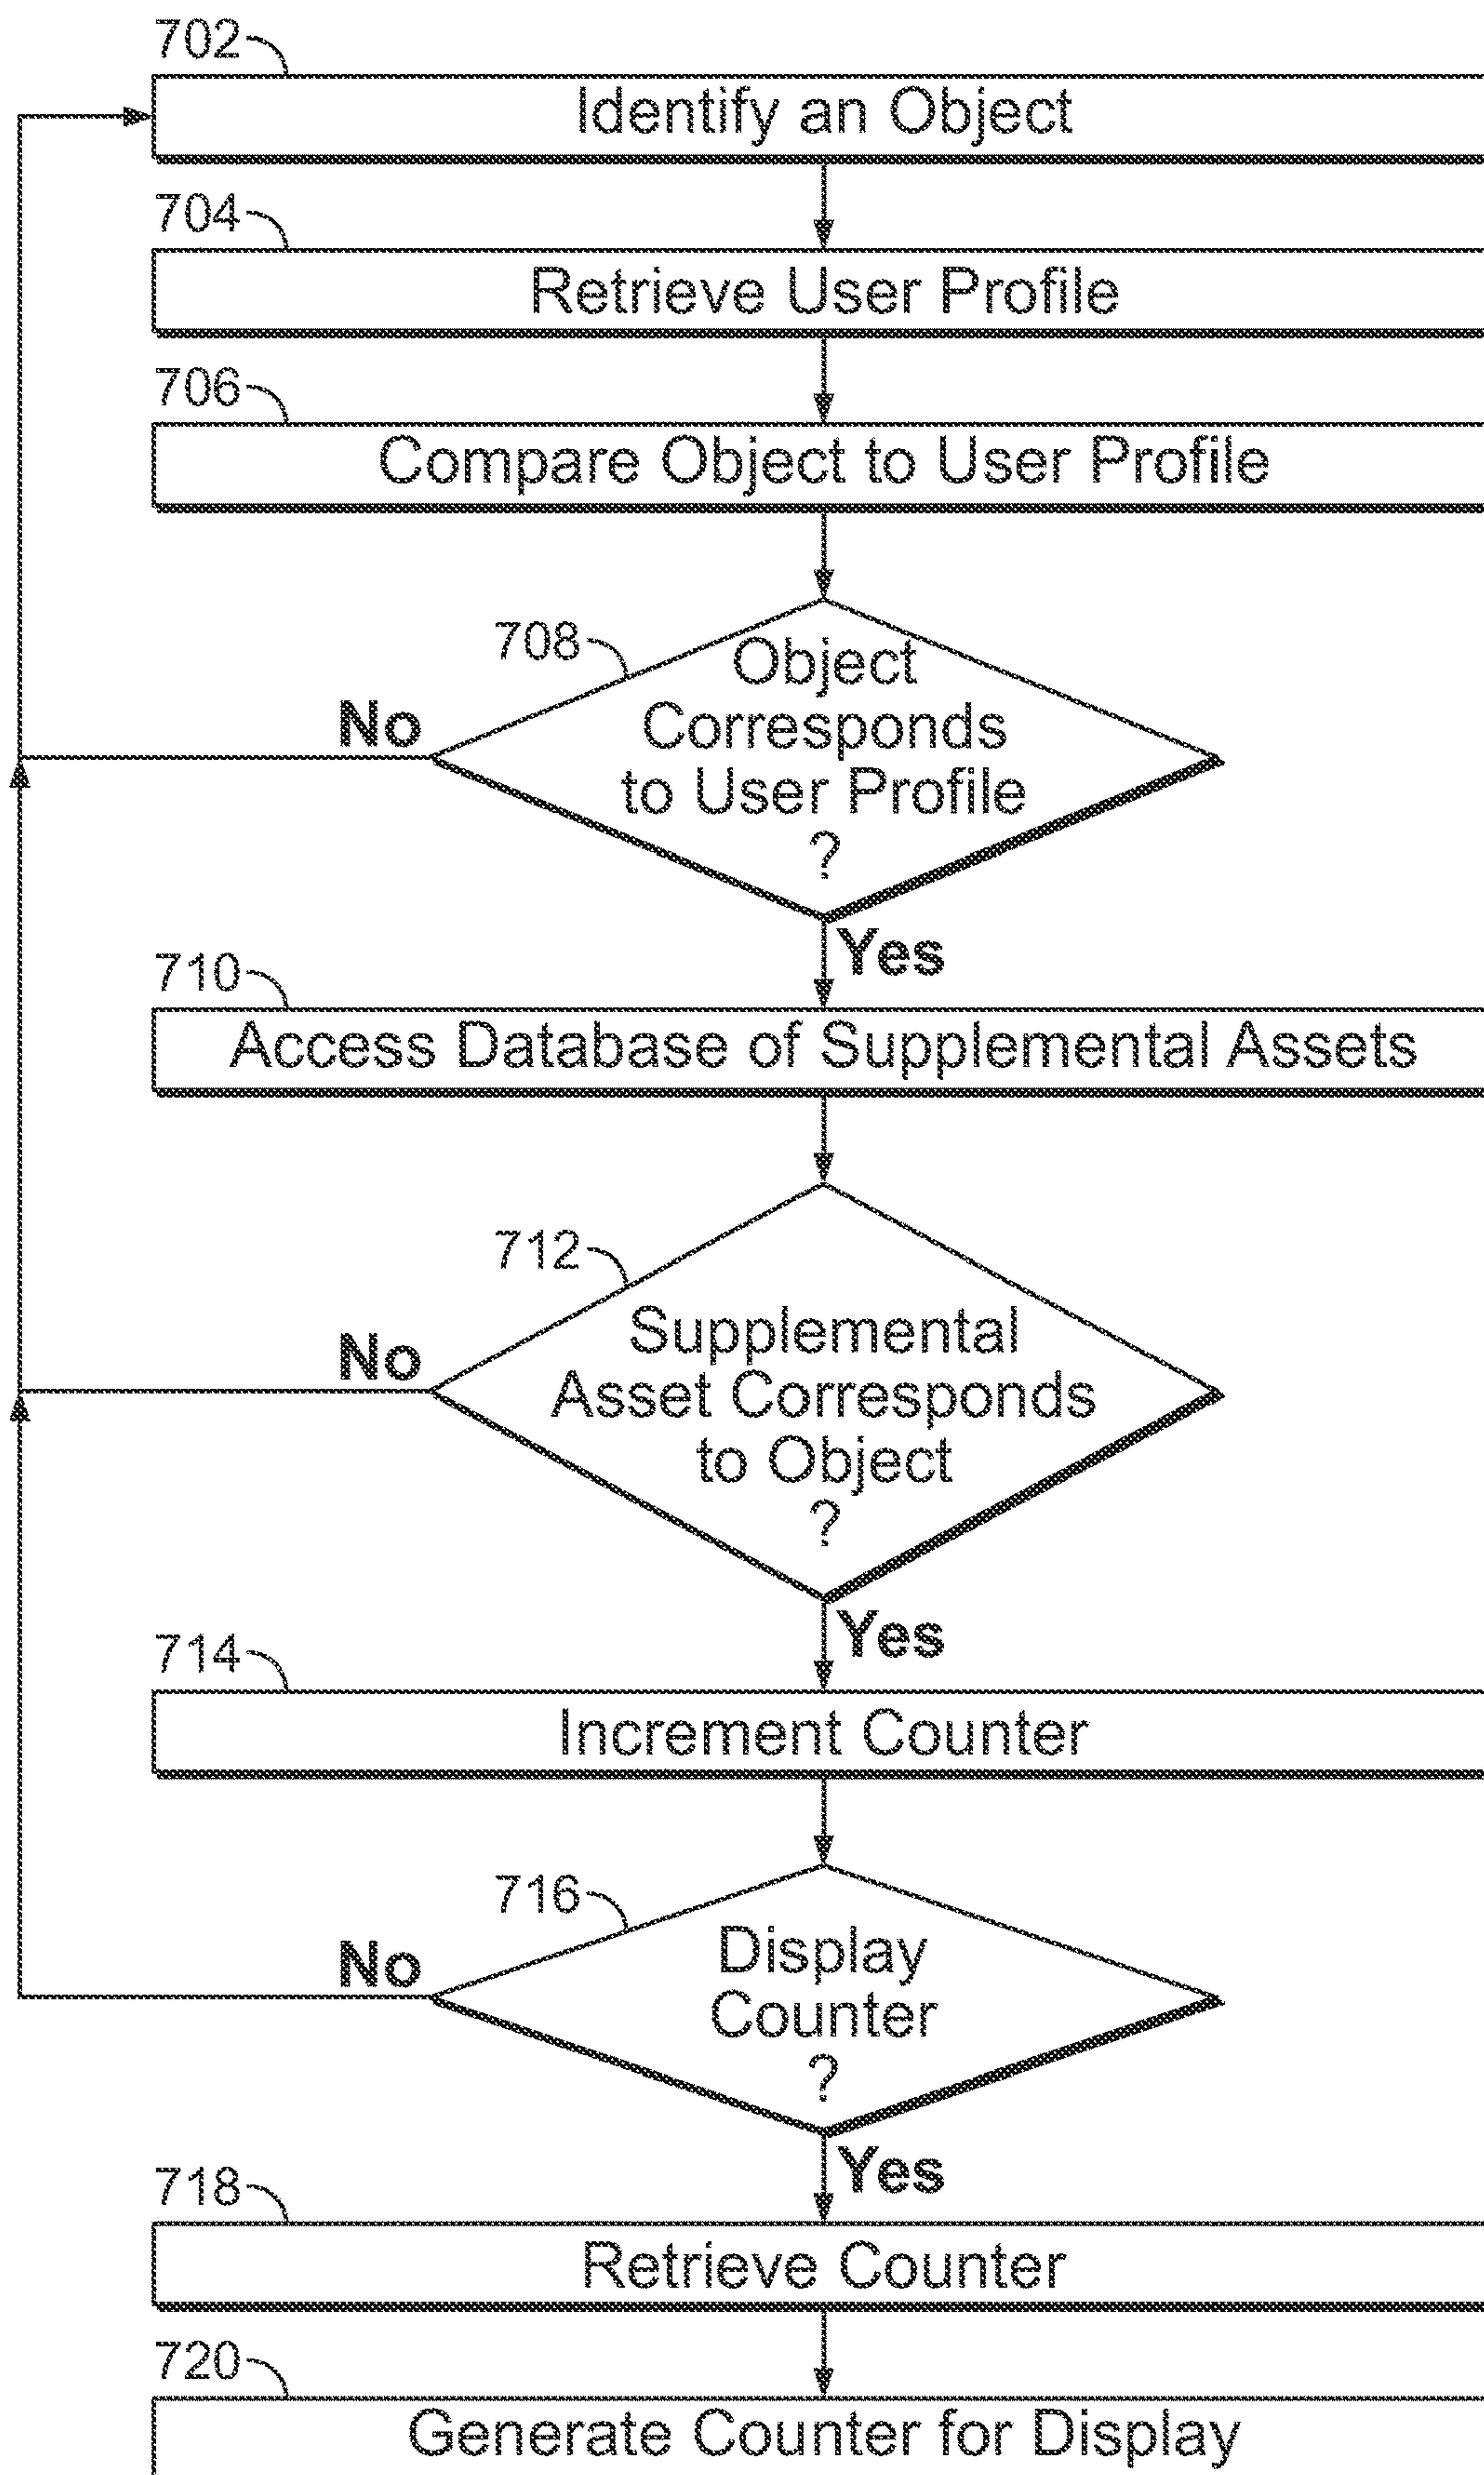 702
Identify an Object
704
Retrieve User Profile
706
Compare Object to User Profile
708
Object
Corresponds
to User Profile
?
No
Yes
710
Access Database of Supplemental Assets
712
Supplemental
Asset Corresponds
to Object
?
No
Yes
714
Increment Counter
716
Display
Counter
?
No
Yes
718
Retrieve Counter
720
Generate Counter for Display